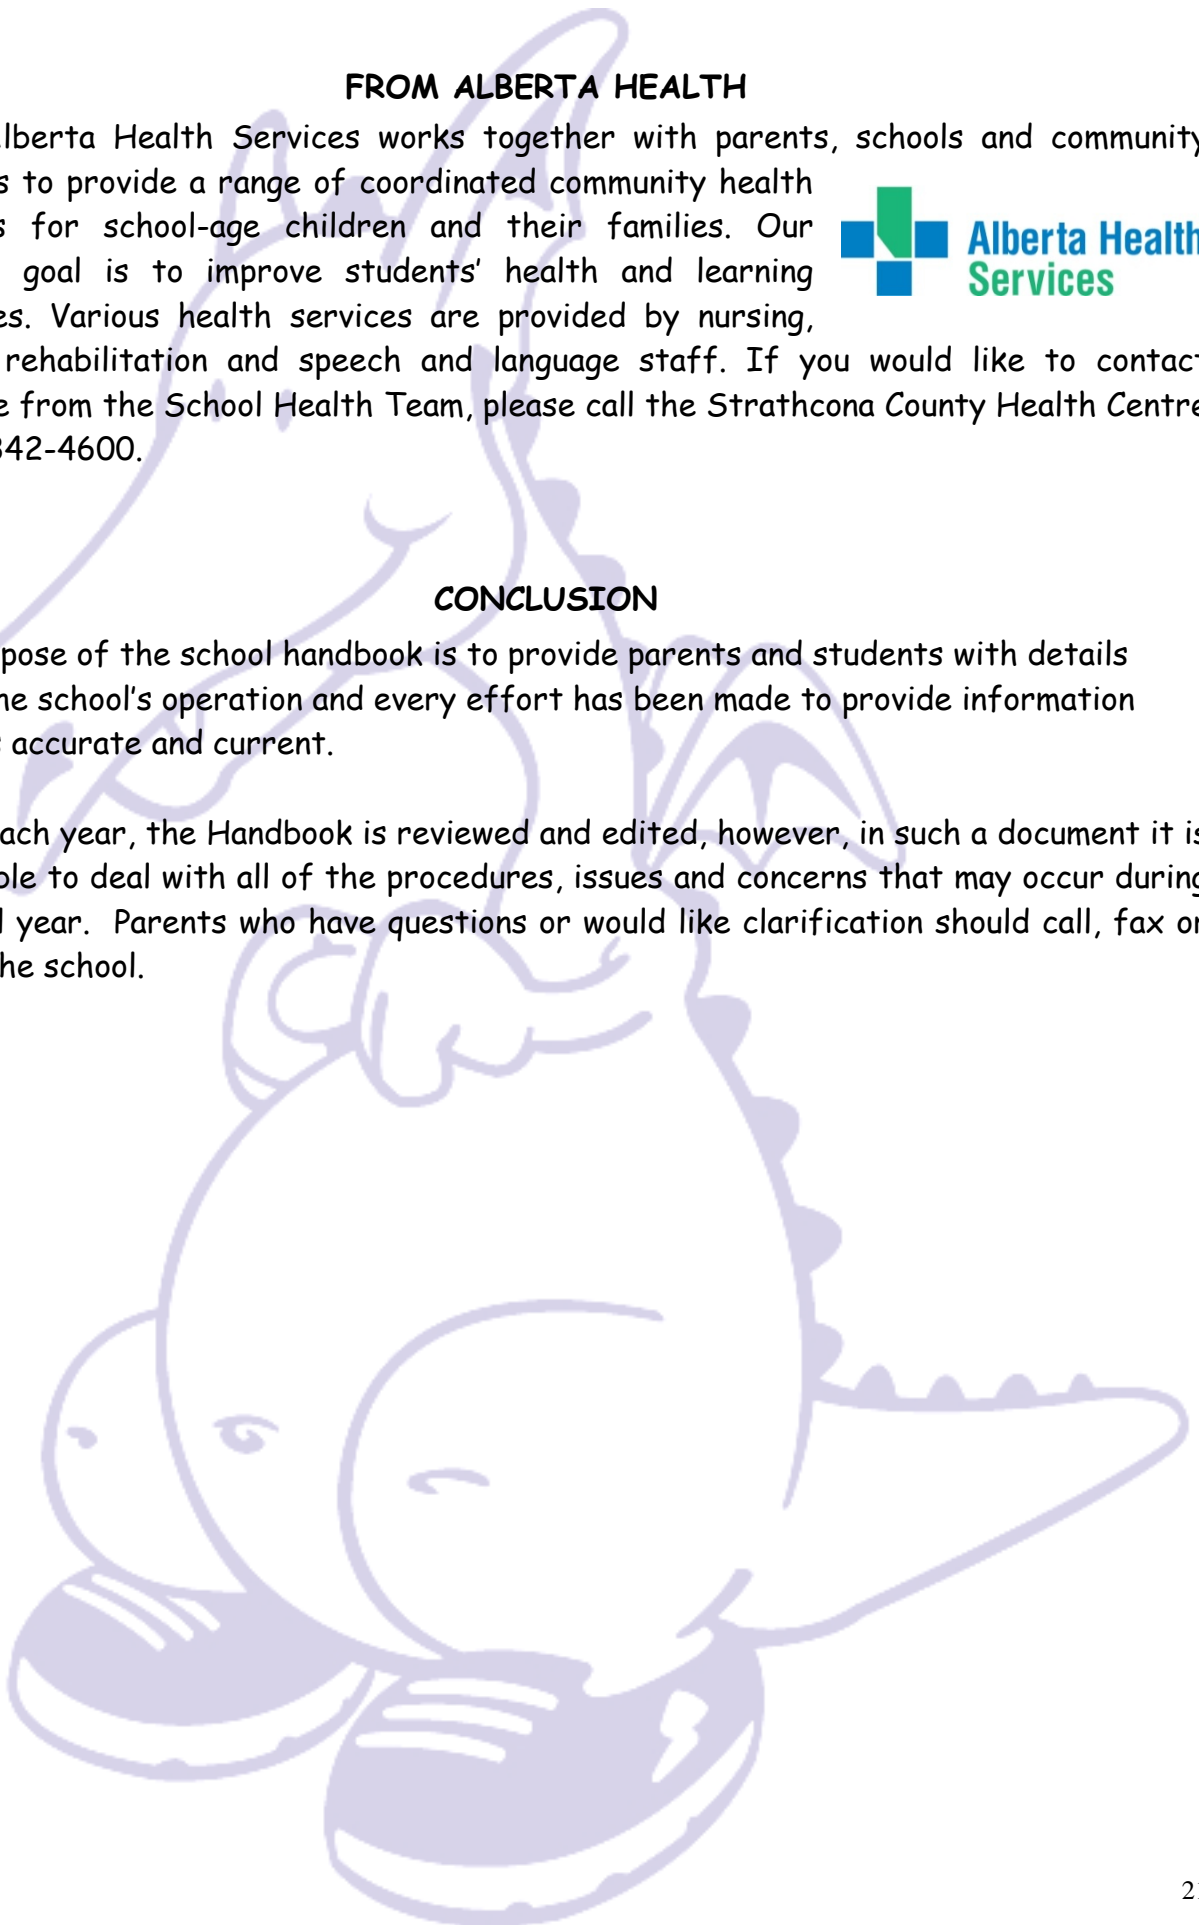 FROM ALBERTA HEALTH
lberta Health Services works together with parents, schools and community
s to provide a range of coordinated community health
s for school-age children and their families. Our
goal is to improve students' health and learning
es. Various health services are provided by nursing,
rehabilitation and speech and language staff. If you would like to contact
e from the School Health Team, please call the Strathcona County Health Centre
342-4600.
Alberta Health
Services
CONCLUSION
pose of the school handbook is to provide parents and students with details
he school's operation and every effort has been made to provide information
accurate and current.
ach year, the Handbook is reviewed and edited, however, in such a document it is
ble to deal with all of the procedures, issues and concerns that may occur during
l year. Parents who have questions or would like clarification should call, fax or
he school.
21